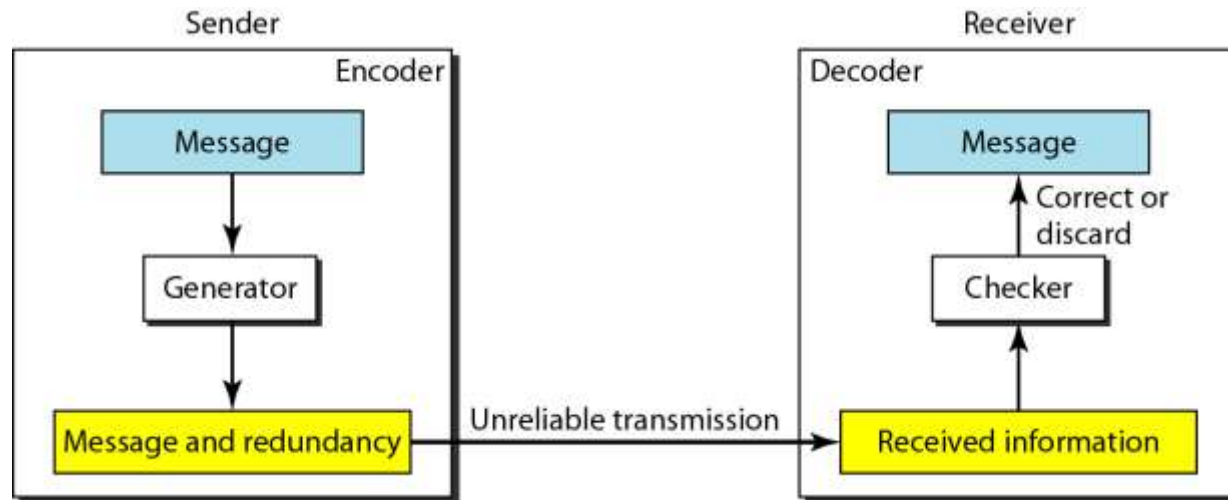 Sender
Encoder
Message
Generator
Message and redundancy
Unreliable transmission
Receiver
Decoder
Message
Correct or
discard
Checker
Received information